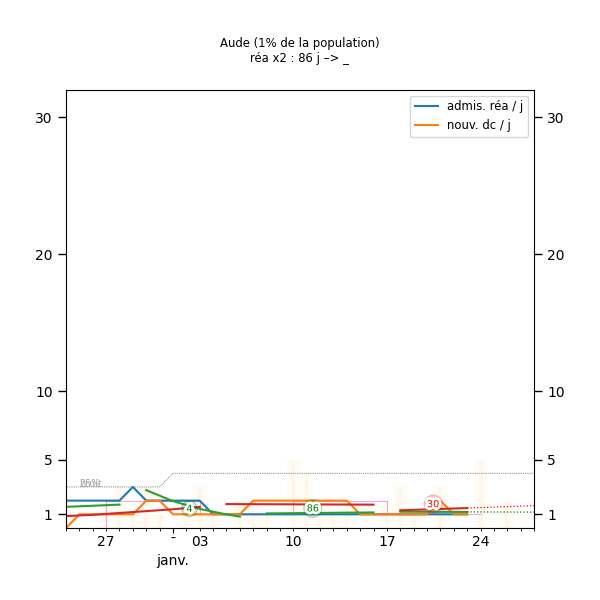 Aude (1% de la population)
réa x2 : 86 j –> _
admis. réa / j
nouv. dc / j
30 30
20 20
10 10
5 5
4 86 30
1 1
27 - 03 10 17 24
janv.